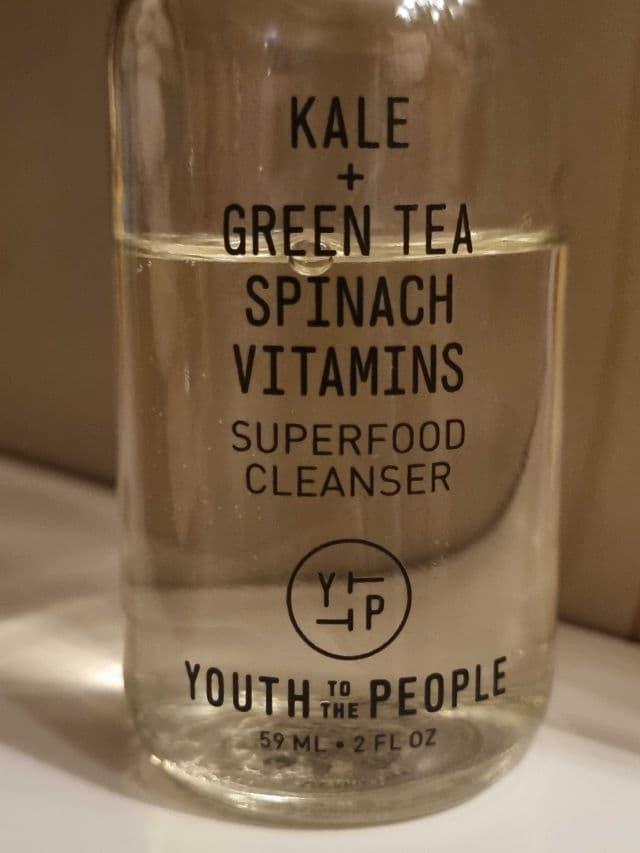 KALE
+
GREEN TEA
SPINACH
VITAMINS
SUPERFOOD
CLEANSER
Y T T P
YOUTH TO THE PEOPLE
59 ML • 2 FL OZ